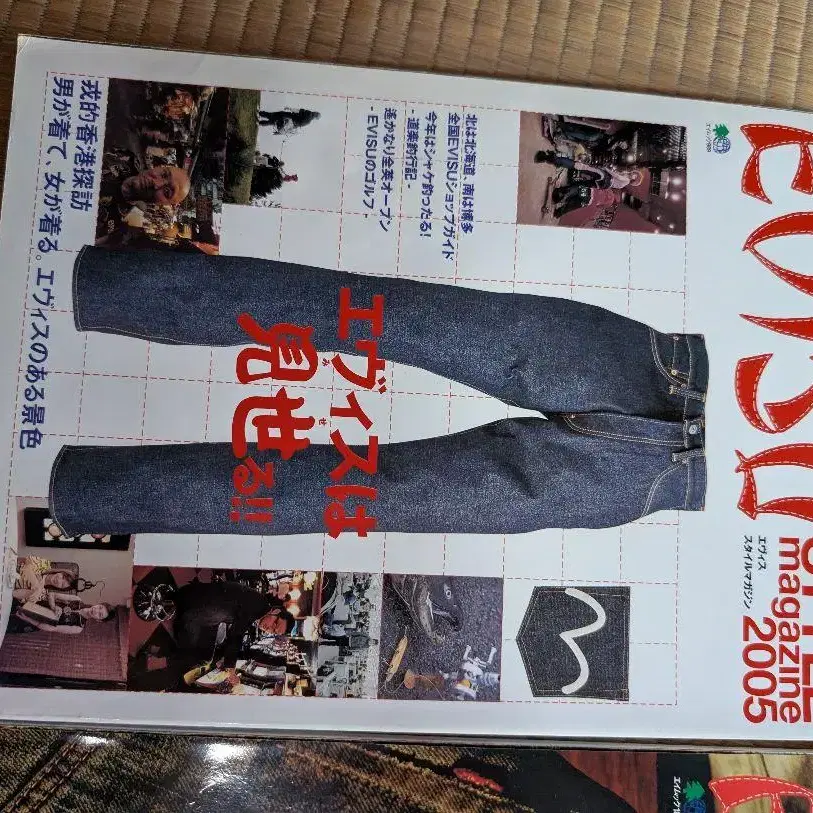 EVISU
STYLE
magazine
2005
エヴィス
スタイルマガジン
北は北海道、南は博多
全国EVISUショップガイド
今年はシャケ釣ったる!
- 道楽釣行記 -
遙かなり全英オープン
- EVISUのゴルフ -
エヴィスは
見せる!!
み
せ
我的香港探訪
男が着て、女が着る。エヴィスのある景色